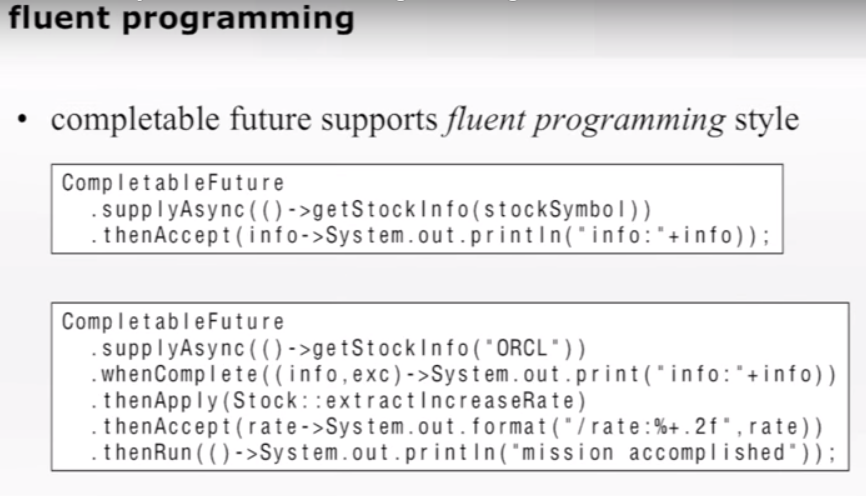 fluent programming
• completable future supports fluent programming style
CompletableFuture
.supplyAsync(()->getStockInfo(stockSymbol))
.thenAccept(info->System.out.println("info:"+info));
CompletableFuture
.supplyAsync(()->getStockInfo("ORCL"))
.whenComplete((info,exc)->System.out.print("info:"+info))
.thenApply(Stock::extractIncreaseRate)
.thenAccept(rate->System.out.format("/rate:%+.2f",rate))
.thenRun(()->System.out.println("mission accomplished"));